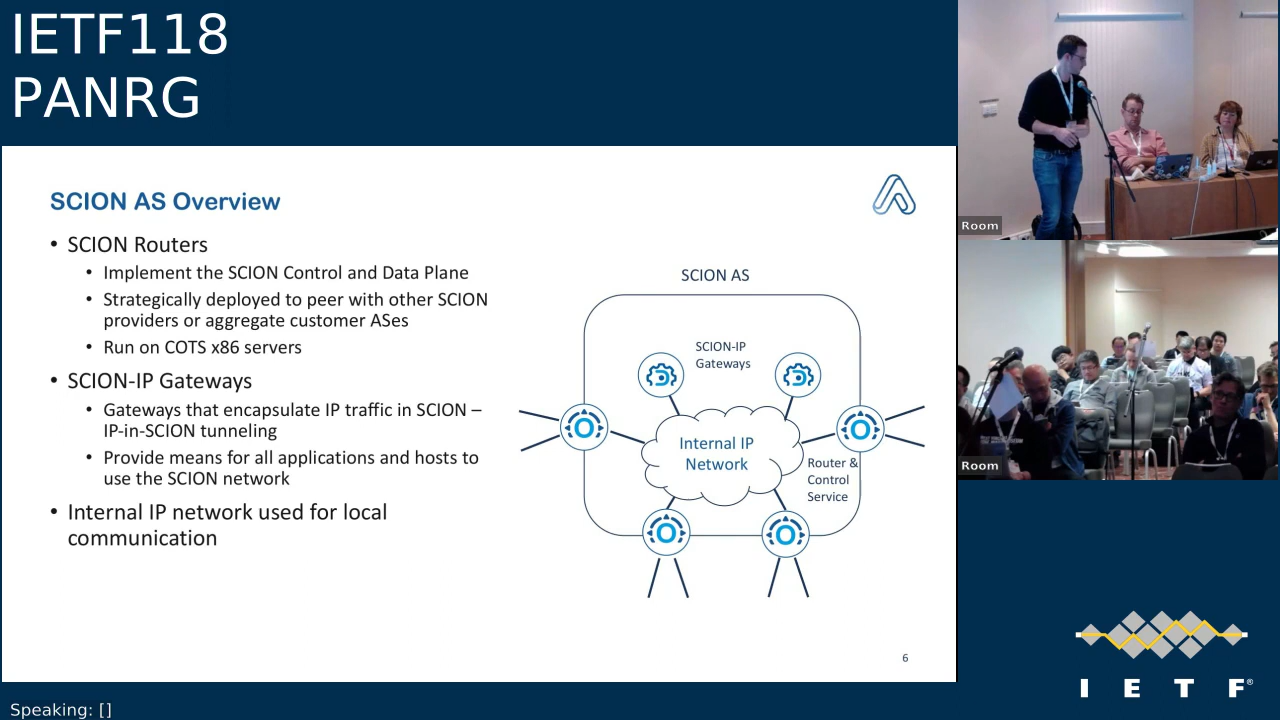 IETF118
PANRG
SCION AS Overview
• SCION Routers
• Implement the SCION Control and Data Plane
• Strategically deployed to peer with other SCION
providers or aggregate customer ASes
• Run on COTS x86 servers
• SCION-IP Gateways
• Gateways that encapsulate IP traffic in SCION –
IP-in-SCION tunneling
• Provide means for all applications and hosts to
use the SCION network
• Internal IP network used for local
communication
SCION AS
SCION-IP
Gateways
Internal IP
Network
Router &
Control
Service
6
Room
Room
I E T F®
Speaking: []